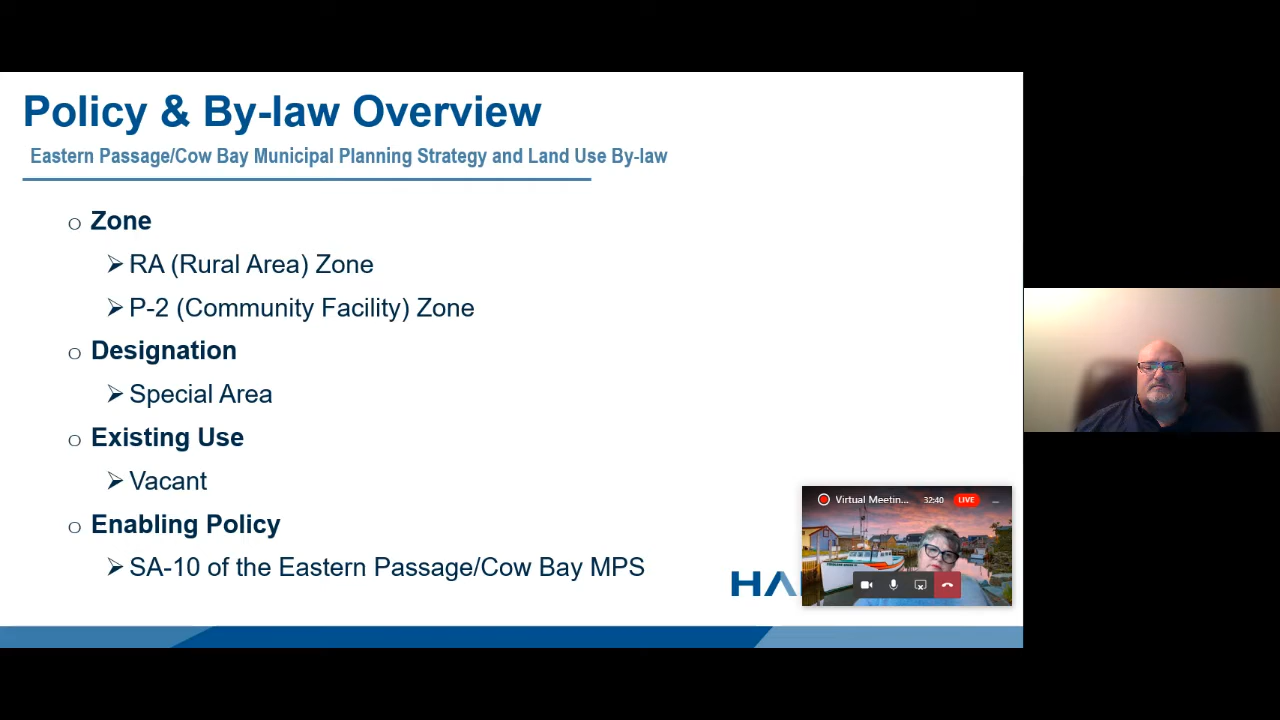 Policy & By-law Overview
Eastern Passage/Cow Bay Municipal Planning Strategy and Land Use By-law
o Zone
➢ RA (Rural Area) Zone
➢ P-2 (Community Facility) Zone
o Designation
➢ Special Area
o Existing Use
➢ Vacant
o Enabling Policy
➢ SA-10 of the Eastern Passage/Cow Bay MPS
Virtual Meetin... 32:40 LIVE
HA